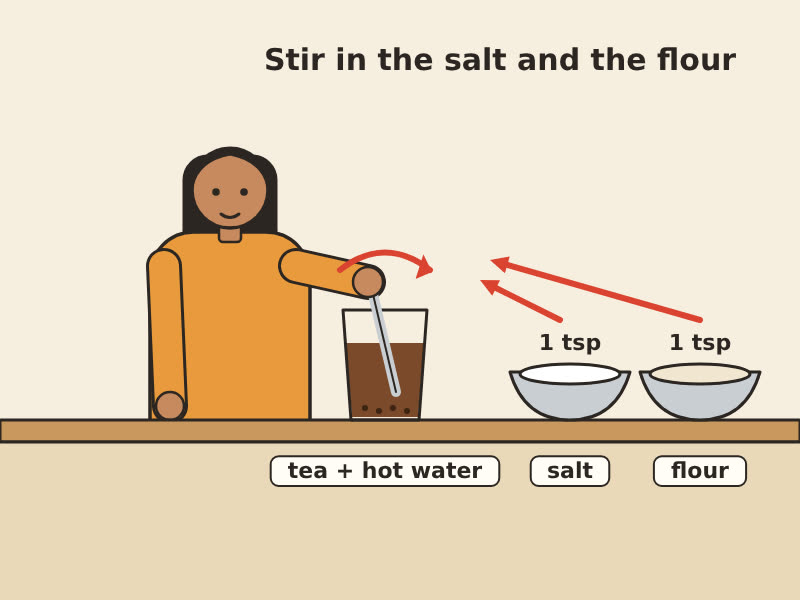 Stir in the salt and the flour
1 tsp
1 tsp
tea + hot water
salt
flour